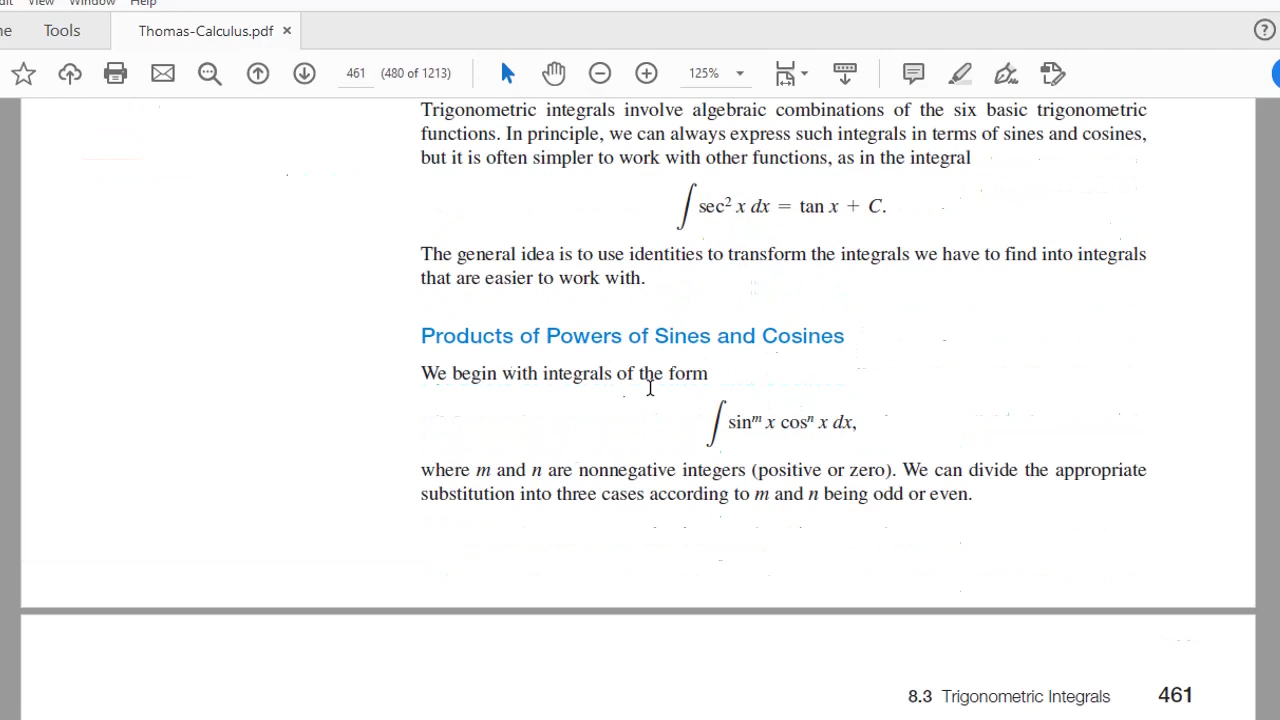 dit View Window Help
ne Tools Thomas-Calculus.pdf ×
461 (480 of 1213) 125%
Trigonometric integrals involve algebraic combinations of the six basic trigonometric
functions. In principle, we can always express such integrals in terms of sines and cosines,
but it is often simpler to work with other functions, as in the integral
∫ sec² x dx = tan x + C.
The general idea is to use identities to transform the integrals we have to find into integrals
that are easier to work with.
Products of Powers of Sines and Cosines
We begin with integrals of the form
∫ sinᵐ x cosⁿ x dx,
where m and n are nonnegative integers (positive or zero). We can divide the appropriate
substitution into three cases according to m and n being odd or even.
8.3 Trigonometric Integrals 461